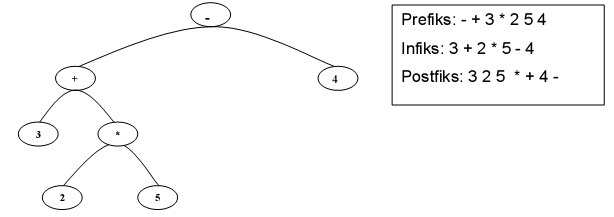 -
+
4
3
*
2
5
Prefiks: - + 3 * 2 5 4
Infiks: 3 + 2 * 5 - 4
Postfiks: 3 2 5 * + 4 -